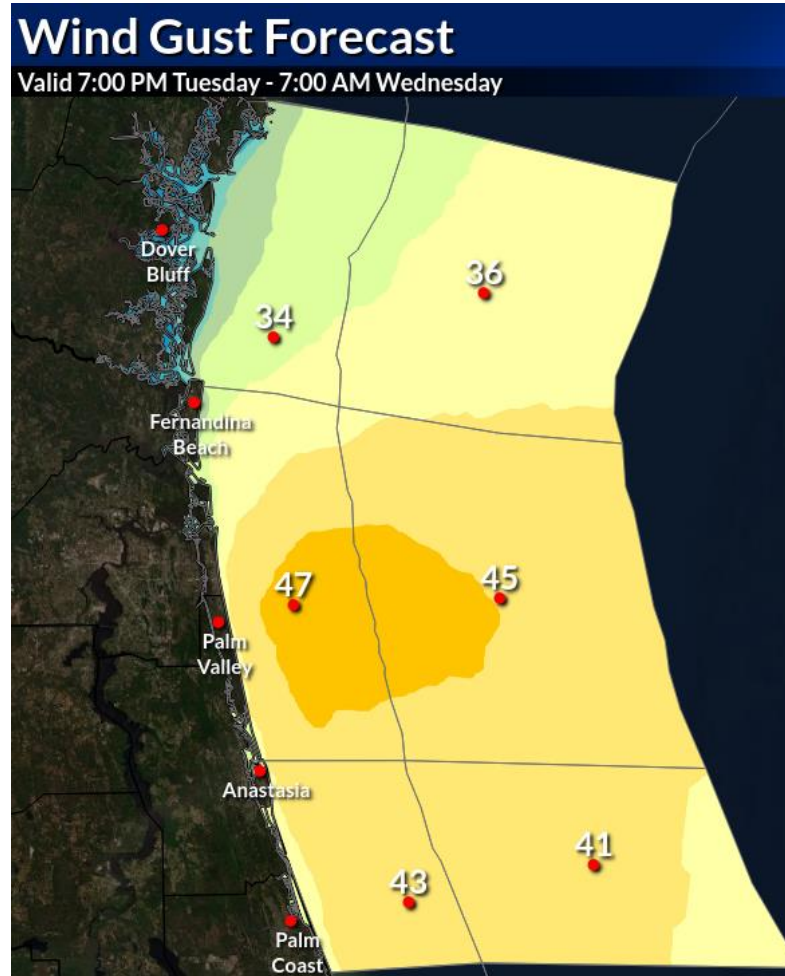 Wind Gust Forecast
Valid 7:00 PM Tuesday - 7:00 AM Wednesday
Dover
Bluff
36
34
Fernandina
Beach
47
45
Palm
Valley
Anastasia
41
43
Palm
Coast